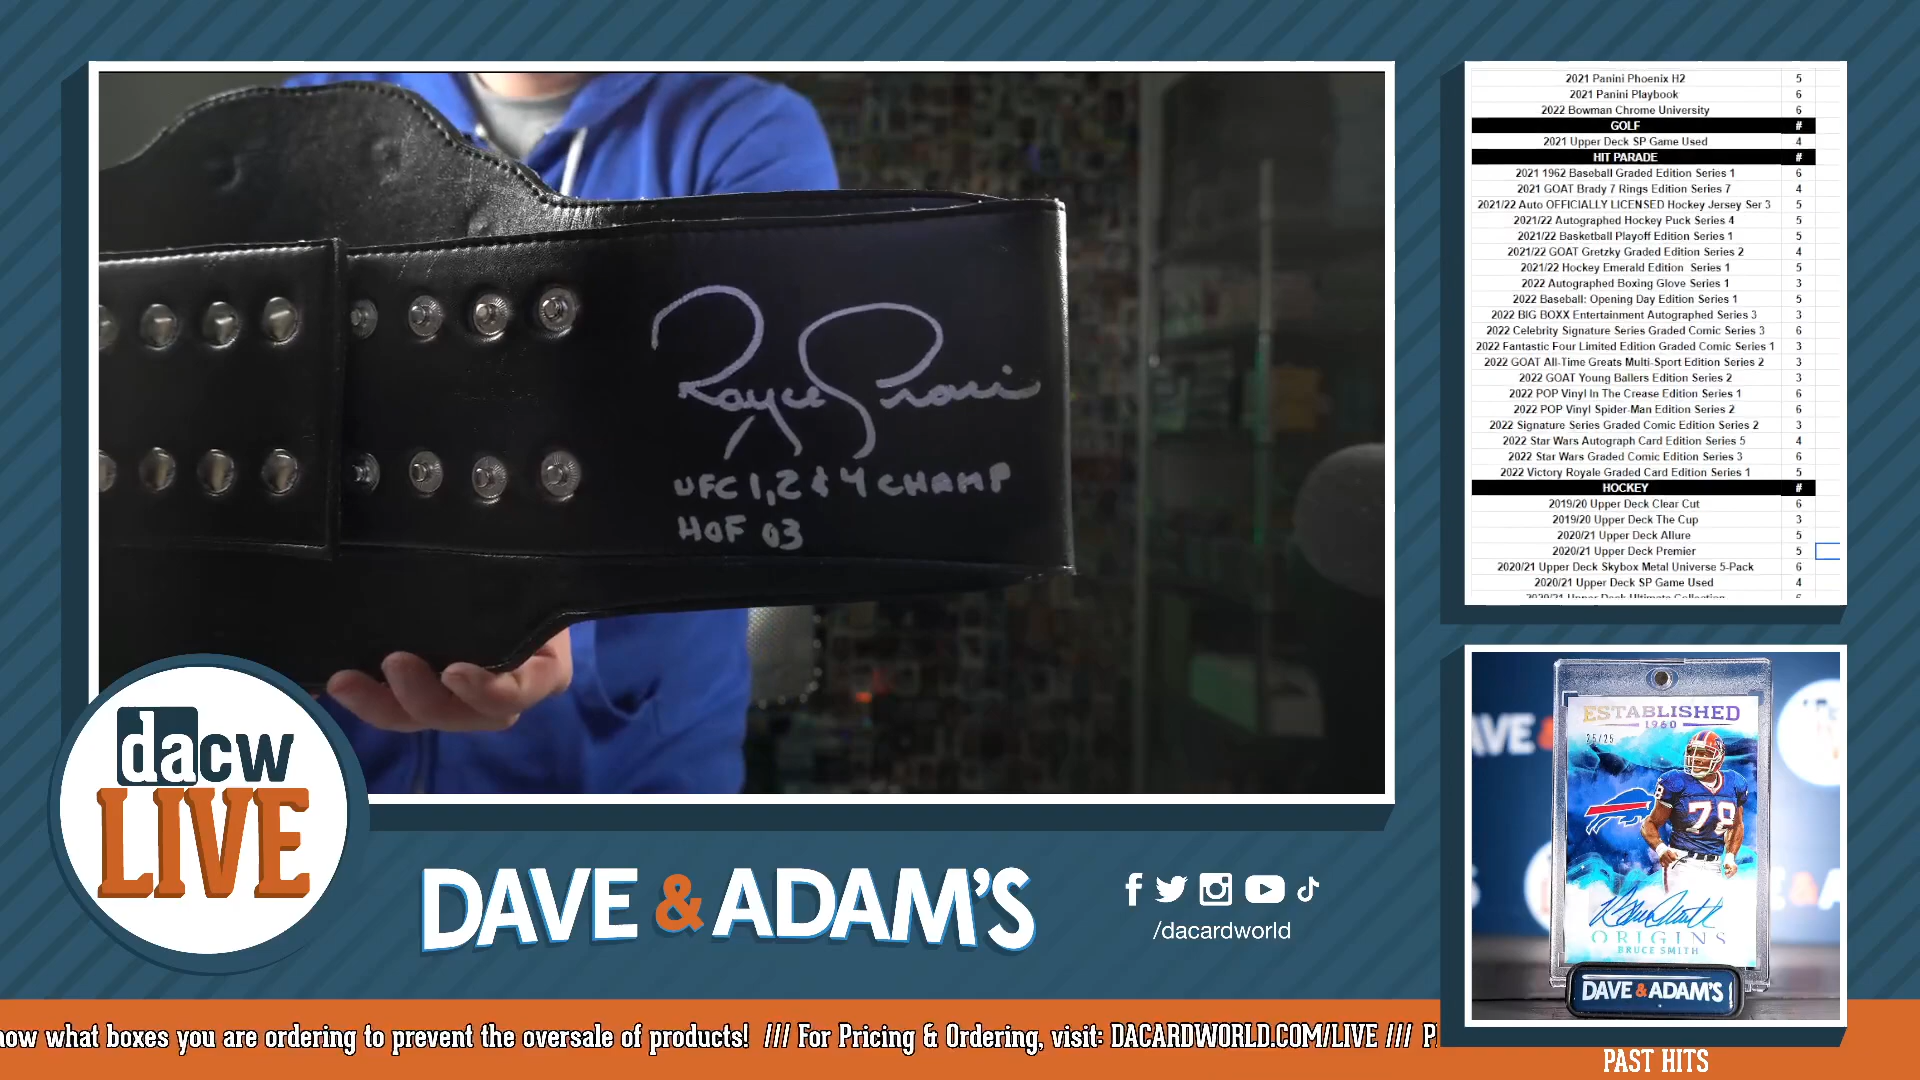 Royce Gracie
UFC 1, 2 & 4 CHAMP
HOF 03
2021 Panini Phoenix H2 5
2021 Panini Playbook 6
2022 Bowman Chrome University 6
GOLF #
2021 Upper Deck SP Game Used 4
HIT PARADE #
2021 1962 Baseball Graded Edition Series 1 6
2021 GOAT Brady 7 Rings Edition Series 7 4
2021/22 Auto OFFICIALLY LICENSED Hockey Jersey Ser 3 5
2021/22 Autographed Hockey Puck Series 4 5
2021/22 Basketball Playoff Edition Series 1 5
2021/22 GOAT Gretzky Graded Edition Series 2 4
2021/22 Hockey Emerald Edition Series 1 5
2022 Autographed Boxing Glove Series 1 3
2022 Baseball: Opening Day Edition Series 1 5
2022 BIG BOXX Entertainment Autographed Series 3 3
2022 Celebrity Signature Series Graded Comic Series 3 6
2022 Fantastic Four Limited Edition Graded Comic Series 1 3
2022 GOAT All-Time Greats Multi-Sport Edition Series 2 3
2022 GOAT Young Ballers Edition Series 2 3
2022 POP Vinyl In The Crease Edition Series 1 6
2022 POP Vinyl Spider-Man Edition Series 2 6
2022 Signature Series Graded Comic Edition Series 2 3
2022 Star Wars Autograph Card Edition Series 5 4
2022 Star Wars Graded Comic Edition Series 3 6
2022 Victory Royale Graded Card Edition Series 1 5
HOCKEY #
2019/20 Upper Deck Clear Cut 6
2019/20 Upper Deck The Cup 3
2020/21 Upper Deck Allure 5
2020/21 Upper Deck Premier 5
2020/21 Upper Deck Skybox Metal Universe 5-Pack 6
2020/21 Upper Deck SP Game Used 4
2020/21 Upper Deck Ultimate Collection 6
dacw
LIVE
DAVE & ADAM'S
/dacardworld
AVE &
ESTABLISHED
1960
25/25
78
Bruce Smith
ORIGINS
BRUCE SMITH
DAVE & ADAM'S
now what boxes you are ordering to prevent the oversale of products! /// For Pricing & Ordering, visit: DACARDWORLD.COM/LIVE /// P
PAST HITS